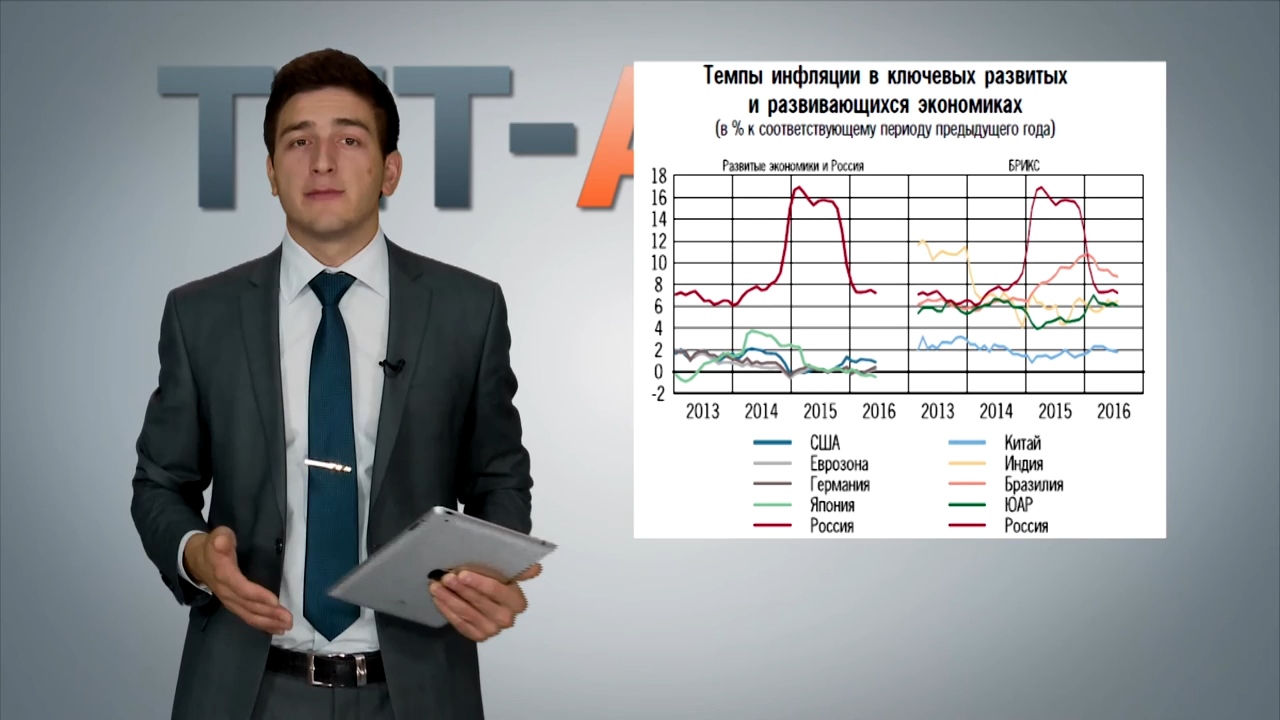 Темпы инфляции в ключевых развитых
и развивающихся экономиках
(в % к соответствующему периоду предыдущего года)
Развитые экономики и Россия
БРИКС
18
16
14
12
10
8
6
4
2
0
-2
2013 2014 2015 2016 2013 2014 2015 2016
США
Еврозона
Германия
Япония
Россия
Китай
Индия
Бразилия
ЮАР
Россия